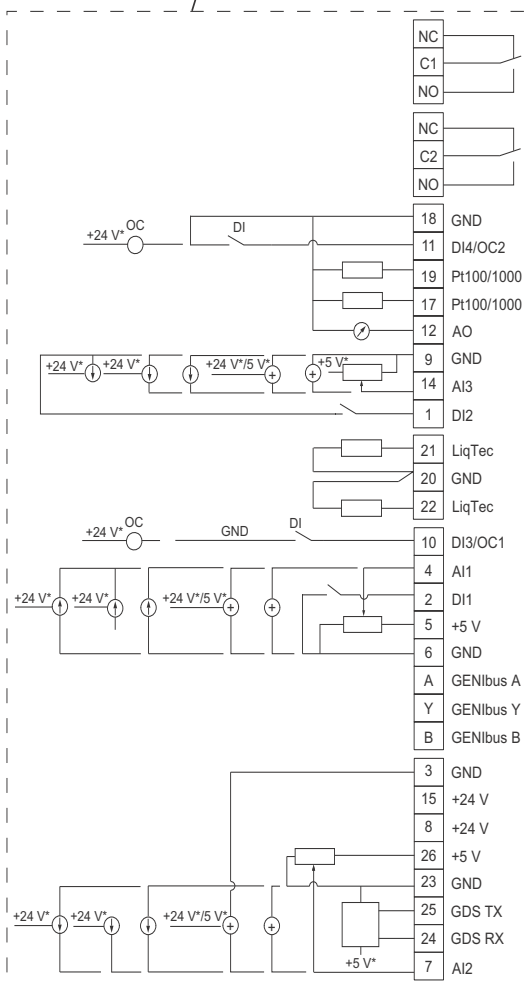 NC
C1
NO
NC
C2
NO
18 GND
+24 V* OC DI 11 DI4/OC2
19 Pt100/1000
17 Pt100/1000
12 AO
9 GND
+24 V* +24 V* +24 V*/5 V* +5 V*
14 AI3
1 DI2
21 LiqTec
20 GND
22 LiqTec
+24 V* OC GND DI 10 DI3/OC1
4 AI1
+24 V* +24 V* +24 V*/5 V* 2 DI1
5 +5 V
6 GND
A GENIbus A
Y GENIbus Y
B GENIbus B
3 GND
15 +24 V
8 +24 V
26 +5 V
23 GND
+24 V* +24 V* +24 V*/5 V* 25 GDS TX
24 GDS RX
+5 V* 7 AI2